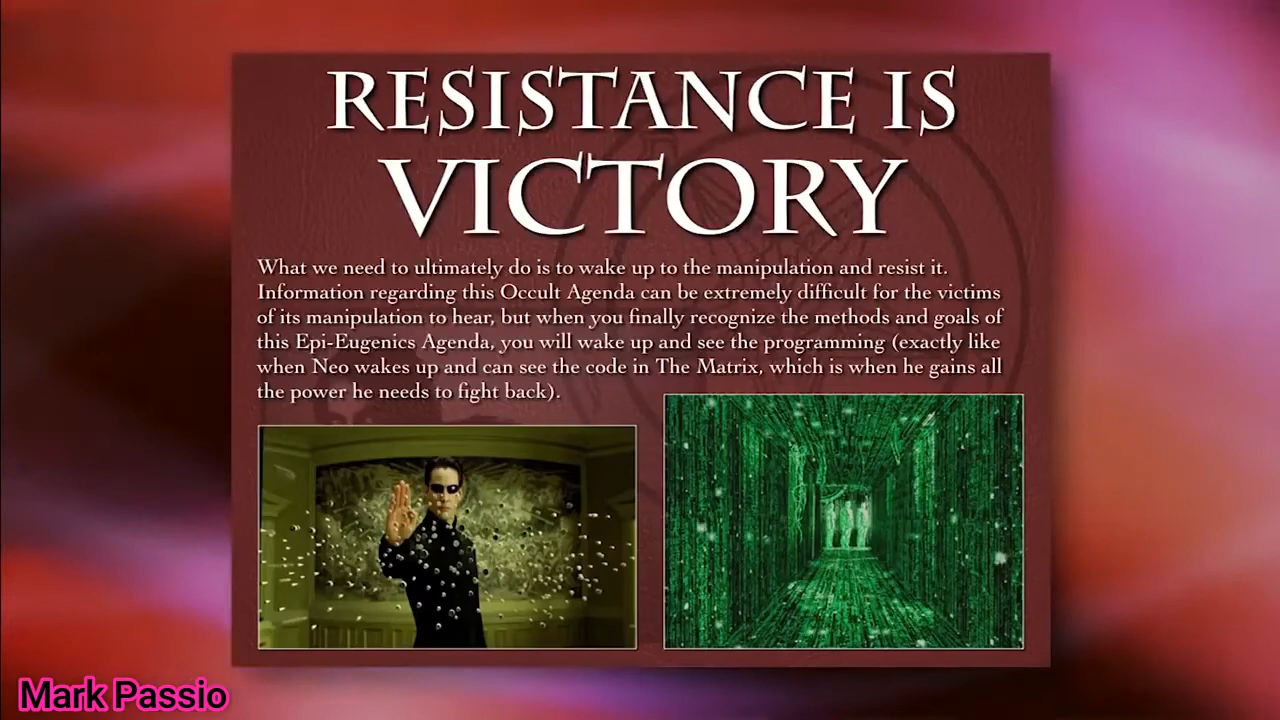 RESISTANCE IS
VICTORY
What we need to ultimately do is to wake up to the manipulation and resist it.
Information regarding this Occult Agenda can be extremely difficult for the victims
of its manipulation to hear, but when you finally recognize the methods and goals of
this Epi-Eugenics Agenda, you will wake up and see the programming (exactly like
when Neo wakes up and can see the code in The Matrix, which is when he gains all
the power he needs to fight back).
Mark Passio